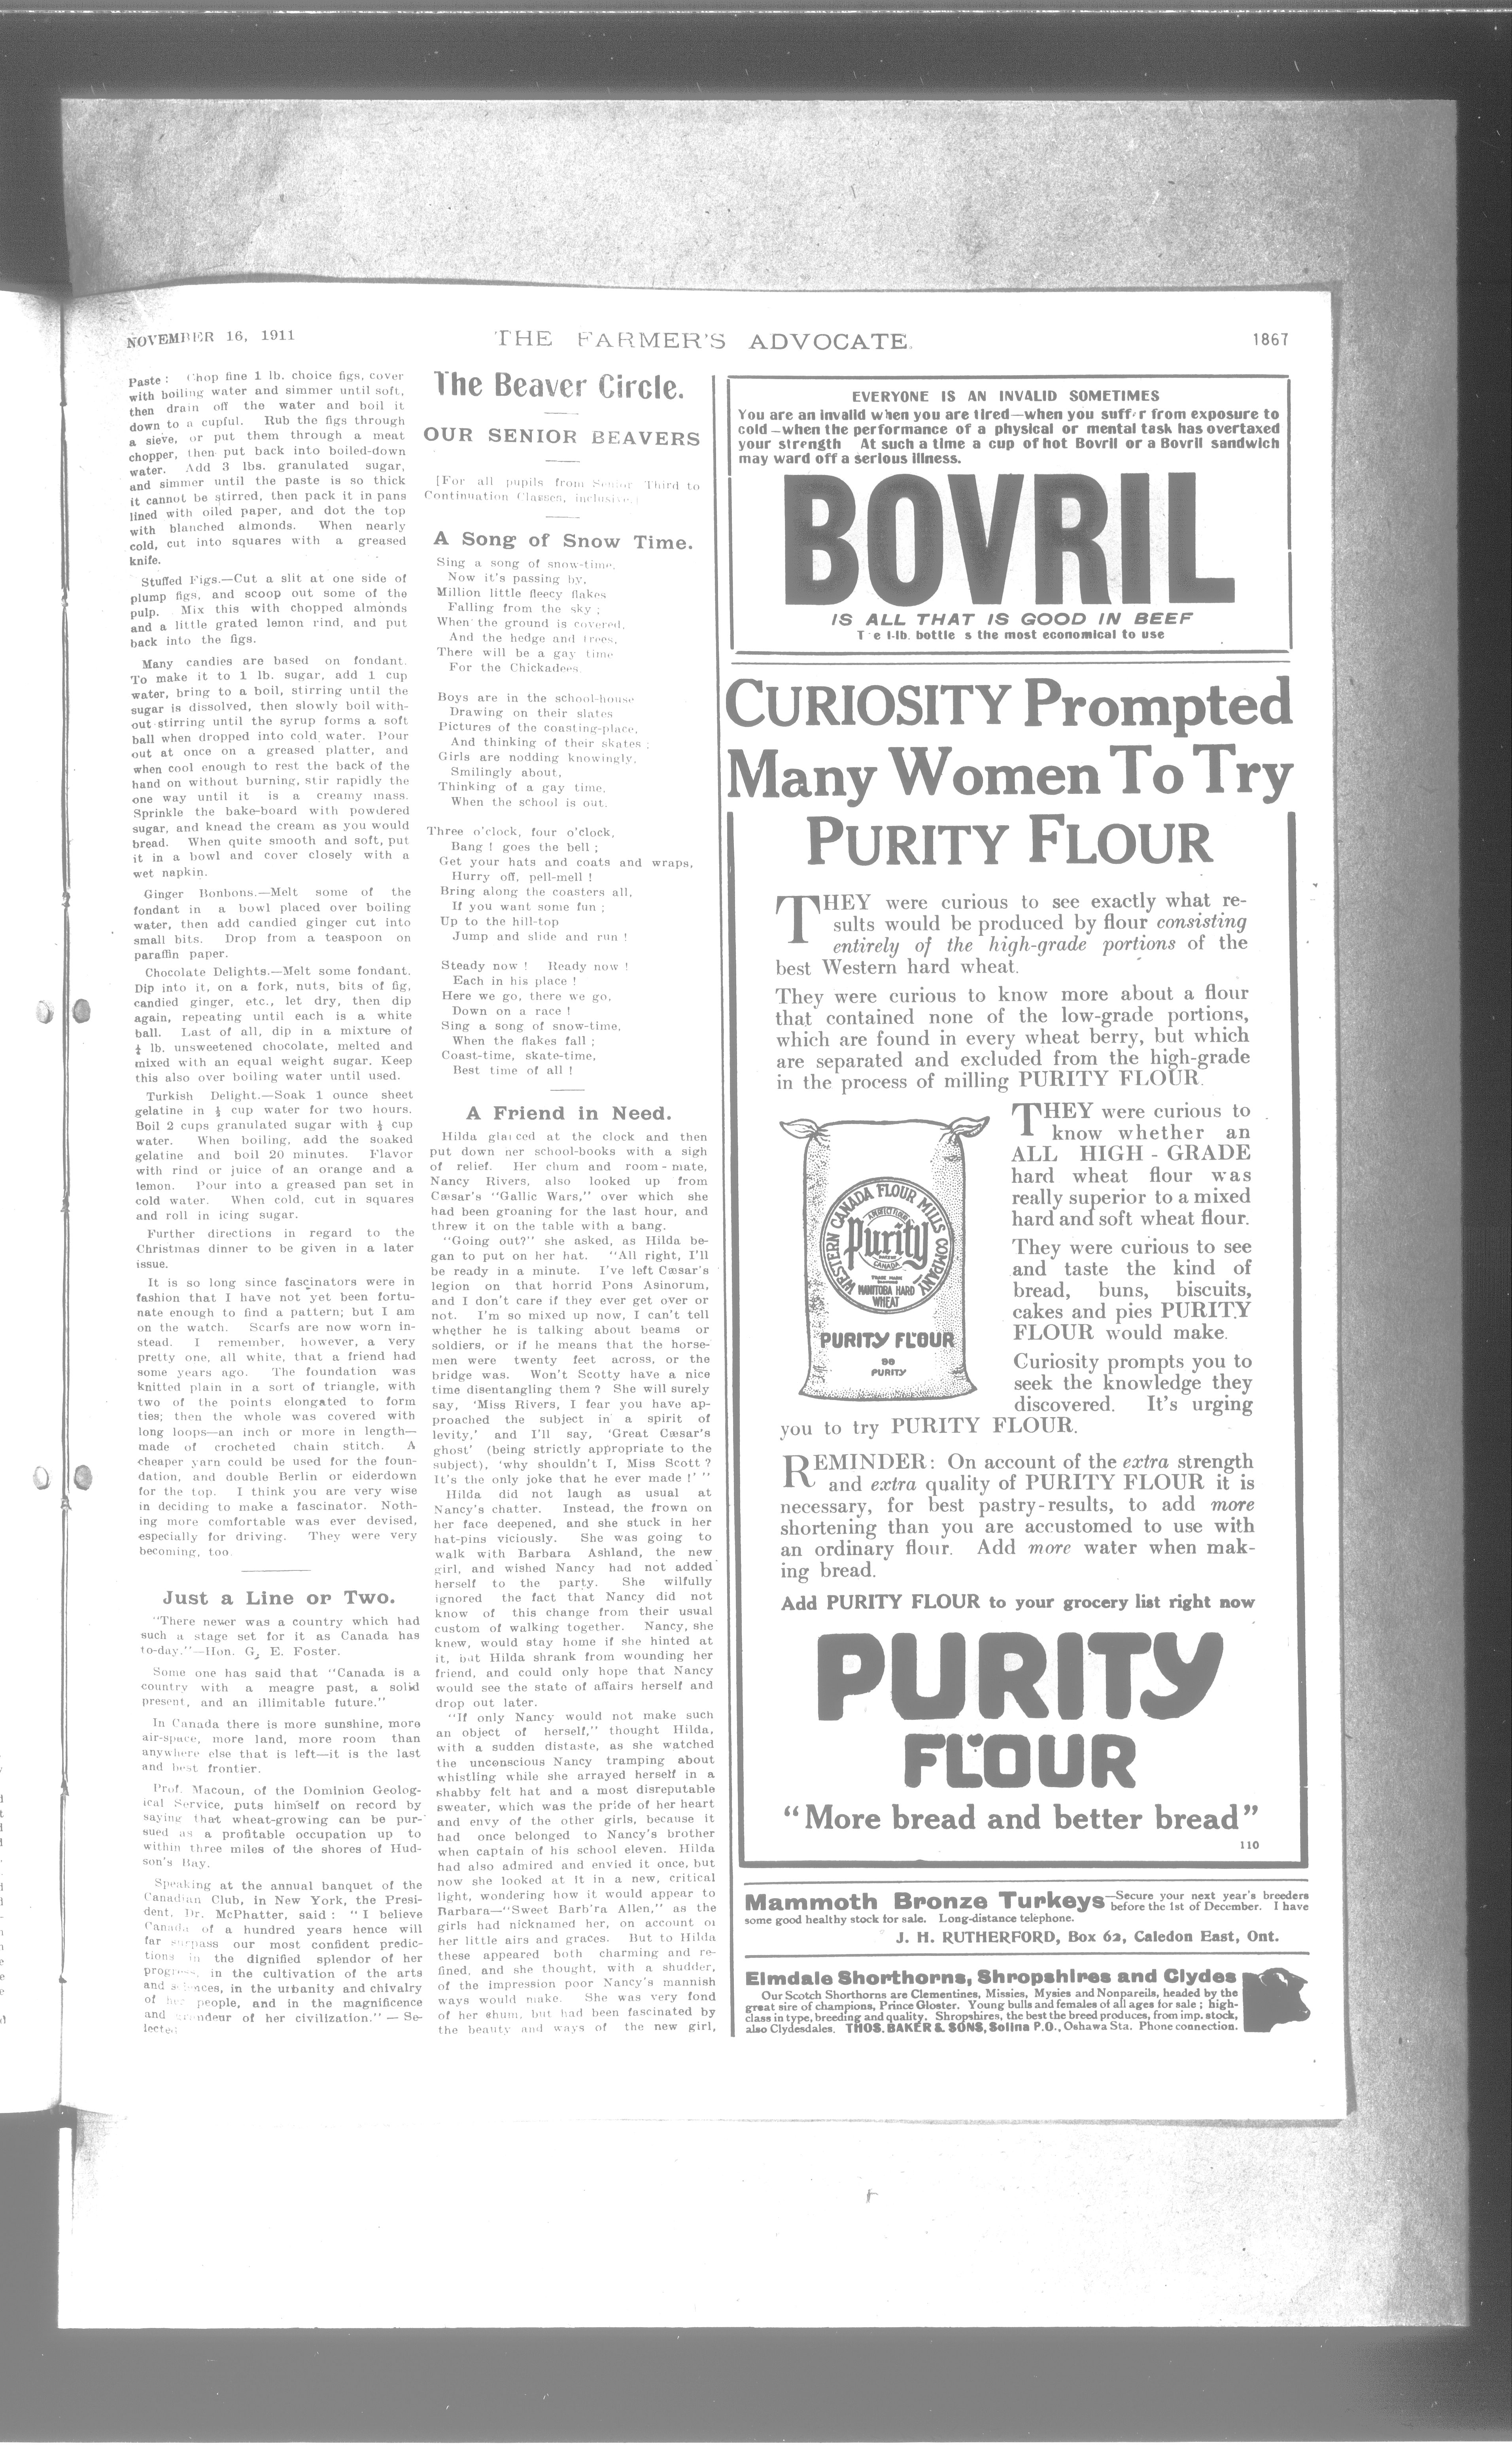 NOVEMBER 16, 1911
THE FARMER'S ADVOCATE.
1867
Paste : Chop fine 1 lb. choice figs, cover
with boiling water and simmer until soft,
then drain off the water and boil it
down to a cupful. Rub the figs through
a sieve, or put them through a meat
chopper, then put back into boiled-down
water. Add 3 lbs. granulated sugar,
and simmer until the paste is so thick
it cannot be stirred, then pack it in pans
lined with oiled paper, and dot the top
with blanched almonds. When nearly
cold, cut into squares with a greased
knife.
Stuffed Figs.—Cut a slit at one side of
plump figs, and scoop out some of the
pulp. Mix this with chopped almonds
and a little grated lemon rind, and put
back into the figs.
Many candies are based on fondant.
To make it to 1 lb. sugar, add 1 cup
water, bring to a boil, stirring until the
sugar is dissolved, then slowly boil with-
out stirring until the syrup forms a soft
ball when dropped into cold water. Pour
out at once on a greased platter, and
when cool enough to rest the back of the
hand on without burning, stir rapidly the
one way until it is a creamy mass.
Sprinkle the bake-board with powdered
sugar, and knead the cream as you would
bread. When quite smooth and soft, put
it in a bowl and cover closely with a
wet napkin.
Ginger Bonbons.—Melt some of the
fondant in a bowl placed over boiling
water, then add candied ginger cut into
small bits. Drop from a teaspoon on
paraffin paper.
Chocolate Delights.—Melt some fondant.
Dip into it, on a fork, nuts, bits of fig,
candied ginger, etc., let dry, then dip
again, repeating until each is a white
ball. Last of all, dip in a mixture of
½ lb. unsweetened chocolate, melted and
mixed with an equal weight sugar. Keep
this also over boiling water until used.
Turkish Delight.—Soak 1 ounce sheet
gelatine in ½ cup water for two hours.
Boil 2 cups granulated sugar with ½ cup
water. When boiling, add the soaked
gelatine and boil 20 minutes. Flavor
with rind or juice of an orange and a
lemon. Pour into a greased pan set in
cold water. When cold, cut in squares
and roll in icing sugar.
Further directions in regard to the
Christmas dinner to be given in a later
issue.
It is so long since fascinators were in
fashion that I have not yet been fortu-
nate enough to find a pattern; but I am
on the watch. Scarfs are now worn in-
stead. I remember, however, a very
pretty one, all white, that a friend had
some years ago. The foundation was
knitted plain in a sort of triangle, with
two of the points elongated to form
ties; then the whole was covered with
long loops—an inch or more in length—
made of crocheted chain stitch. A
cheaper yarn could be used for the foun-
dation, and double Berlin or eiderdown
for the top. I think you are very wise
in deciding to make a fascinator. Noth-
ing more comfortable was ever devised,
especially for driving. They were very
becoming, too.
Just a Line or Two.
"There never was a country which had
such a stage set for it as Canada has
to-day."—Hon. G. E. Foster.
Some one has said that "Canada is a
country with a meagre past, a solid
present, and an illimitable future."
In Canada there is more sunshine, more
air-space, more land, more room than
anywhere else that is left—it is the last
and best frontier.
Prof. Macoun, of the Dominion Geolog-
ical Service, puts himself on record by
saying that wheat-growing can be pur-
sued as a profitable occupation up to
within three miles of the shores of Hud-
son's Bay.
Speaking at the annual banquet of the
Canadian Club, in New York, the Presi-
dent, Dr. McPhatter, said : "I believe
Canada of a hundred years hence will
far surpass our most confident predic-
tions in the dignified splendor of her
progress, in the cultivation of the arts
and sciences, in the urbanity and chivalry
of her people, and in the magnificence
and grandeur of her civilization." — Se-
lected.
The Beaver Circle.
OUR SENIOR BEAVERS
[For all pupils from Senior Third to
Continuation Classes, inclusive.]
A Song of Snow Time.
Sing a song of snow-time,
Now it's passing by,
Million little fleecy flakes
Falling from the sky ;
When the ground is covered,
And the hedge and trees,
There will be a gay time
For the Chickadees.
Boys are in the school-house
Drawing on their slates
Pictures of the coasting-place,
And thinking of their skates ;
Girls are nodding knowingly,
Smilingly about,
Thinking of a gay time,
When the school is out.
Three o'clock, four o'clock,
Bang ! goes the bell ;
Get your hats and coats and wraps,
Hurry off, pell-mell !
Bring along the coasters all,
If you want some fun ;
Up to the hill-top
Jump and slide and run !
Steady now ! Ready now !
Each in his place !
Here we go, there we go,
Down on a race !
Sing a song of snow-time,
When the flakes fall ;
Coast-time, skate-time,
Best time of all !
A Friend in Need.
Hilda glanced at the clock and then
put down her school-books with a sigh
of relief. Her chum and room-mate,
Nancy Rivers, also looked up from
Cæsar's "Gallic Wars," over which she
had been groaning for the last hour, and
threw it on the table with a bang.
"Going out?" she asked, as Hilda be-
gan to put on her hat. "All right, I'll
be ready in a minute. I've left Cæsar's
legion on that horrid Pons Asinorum,
and I don't care if they ever get over or
not. I'm so mixed up now, I can't tell
whether he is talking about beams or
soldiers, or if he means that the horse-
men were twenty feet across, or the
bridge was. Won't Scotty have a nice
time disentangling them ? She will surely
say, 'Miss Rivers, I fear you have ap-
proached the subject in a spirit of
levity,' and I'll say, 'Great Cæsar's
ghost' (being strictly appropriate to the
subject), 'why shouldn't I, Miss Scott ?
It's the only joke that he ever made !' "
Hilda did not laugh as usual at
Nancy's chatter. Instead, the frown on
her face deepened, and she stuck in her
hat-pins viciously. She was going to
walk with Barbara Ashland, the new
girl, and wished Nancy had not added
herself to the party. She wilfully
ignored the fact that Nancy did not
know of this change from their usual
custom of walking together. Nancy, she
knew, would stay home if she hinted at
it, but Hilda shrank from wounding her
friend, and could only hope that Nancy
would see the state of affairs herself and
drop out later.
"If only Nancy would not make such
an object of herself," thought Hilda,
with a sudden distaste, as she watched
the unconscious Nancy tramping about
whistling while she arrayed herself in a
shabby felt hat and a most disreputable
sweater, which was the pride of her heart
and envy of the other girls, because it
had once belonged to Nancy's brother
when captain of his school eleven. Hilda
had also admired and envied it once, but
now she looked at it in a new, critical
light, wondering how it would appear to
Barbara—"Sweet Barb'ra Allen," as the
girls had nicknamed her, on account of
her little airs and graces. But to Hilda
these appeared both charming and re-
fined, and she thought, with a shudder,
of the impression poor Nancy's mannish
ways would make. She was very fond
of her chum, but had been fascinated by
the beauty and ways of the new girl,
EVERYONE IS AN INVALID SOMETIMES
You are an invalid when you are tired—when you suffer from exposure to
cold—when the performance of a physical or mental task has overtaxed
your strength At such a time a cup of hot Bovril or a Bovril sandwich
may ward off a serious illness.
BOVRIL
IS ALL THAT IS GOOD IN BEEF
T e 1-lb. bottle s the most economical to use
CURIOSITY Prompted
Many Women To Try
PURITY FLOUR
THEY were curious to see exactly what re-
sults would be produced by flour consisting
entirely of the high-grade portions of the
best Western hard wheat.
They were curious to know more about a flour
that contained none of the low-grade portions,
which are found in every wheat berry, but which
are separated and excluded from the high-grade
in the process of milling PURITY FLOUR.
WESTERN CANADA FLOUR MILLS COMPANY
LIMITED
Purity
CANADA
TRADE MARK
MANITOBA HARD
WHEAT
PURITY FLOUR
98
PURITY
THEY were curious to
know whether an
ALL HIGH-GRADE
hard wheat flour was
really superior to a mixed
hard and soft wheat flour.
They were curious to see
and taste the kind of
bread, buns, biscuits,
cakes and pies PURITY
FLOUR would make.
Curiosity prompts you to
seek the knowledge they
discovered. It's urging
you to try PURITY FLOUR.
REMINDER: On account of the extra strength
and extra quality of PURITY FLOUR it is
necessary, for best pastry-results, to add more
shortening than you are accustomed to use with
an ordinary flour. Add more water when mak-
ing bread.
Add PURITY FLOUR to your grocery list right now
PURITY
FLOUR
"More bread and better bread"
110
Mammoth Bronze Turkeys—Secure your next year's breeders
before the 1st of December. I have
some good healthy stock for sale. Long-distance telephone.
J. H. RUTHERFORD, Box 62, Caledon East, Ont.
Elmdale Shorthorns, Shropshires and Clydes
Our Scotch Shorthorns are Clementines, Missies, Mysies and Nonpareils, headed by the
great sire of champions, Prince Gloster. Young bulls and females of all ages for sale ; high-
class in type, breeding and quality. Shropshires, the best the breed produces, from imp. stock,
also Clydesdales. THOS. BAKER & SONS, Solina P.O., Oshawa Sta. Phone connection.